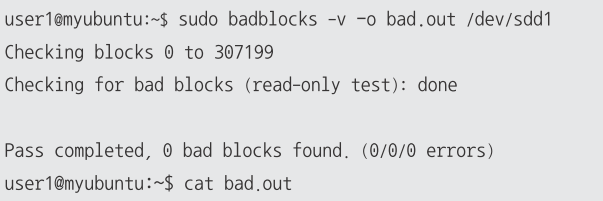 user1@myubuntu:~$ sudo badblocks -v -o bad.out /dev/sdd1
Checking blocks 0 to 307199
Checking for bad blocks (read-only test): done
Pass completed, 0 bad blocks found. (0/0/0 errors)
user1@myubuntu:~$ cat bad.out